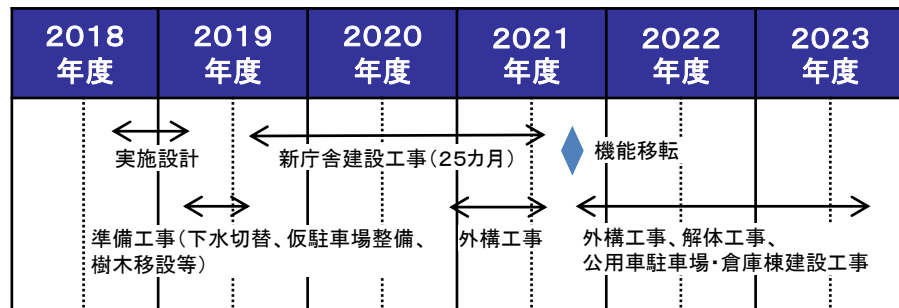 ２０１８
年度
２０１９
年度
２０２０
年度
２０２１
年度
２０２２
年度
２０２３
年度
実施設計
新庁舎建設工事（２５カ月）
機能移転
準備工事（下水切替、仮駐車場整備、
樹木移設等）
外構工事
外構工事、解体工事、
公用車駐車場・倉庫棟建設工事